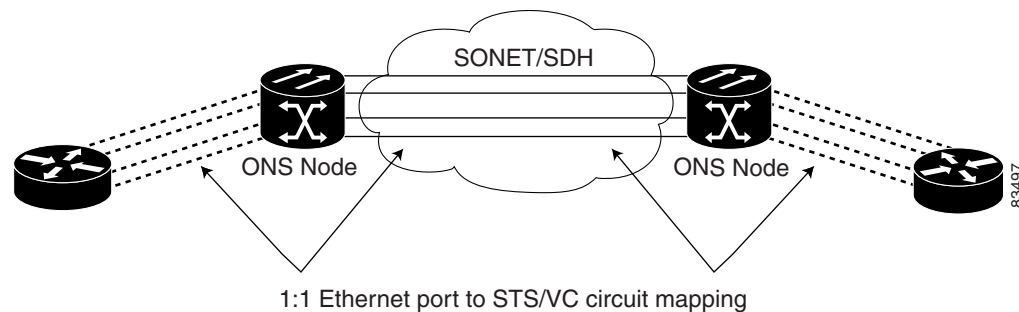 SONET/SDH
ONS Node
ONS Node
83497
1:1 Ethernet port to STS/VC circuit mapping